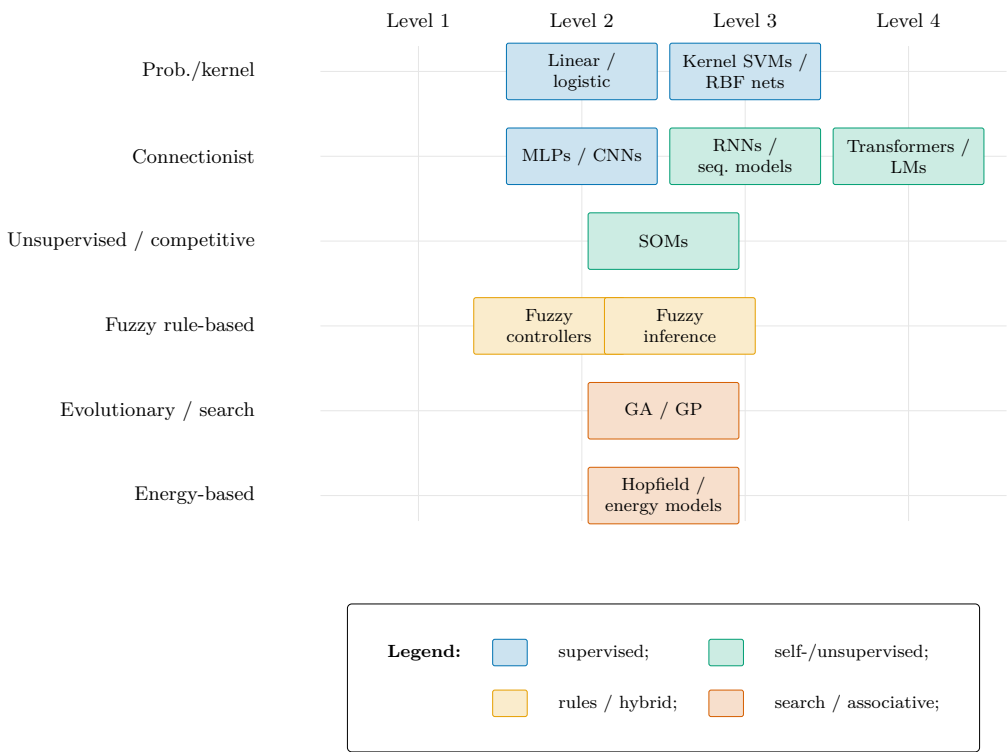 Level 1 Level 2 Level 3 Level 4
Prob./kernel
Linear /
logistic
Kernel SVMs /
RBF nets
Connectionist
MLPs / CNNs
RNNs /
seq. models
Transformers /
LMs
Unsupervised / competitive
SOMs
Fuzzy rule-based
Fuzzy
controllers
Fuzzy
inference
Evolutionary / search
GA / GP
Energy-based
Hopfield /
energy models
Legend: supervised; self-/unsupervised;
rules / hybrid; search / associative;